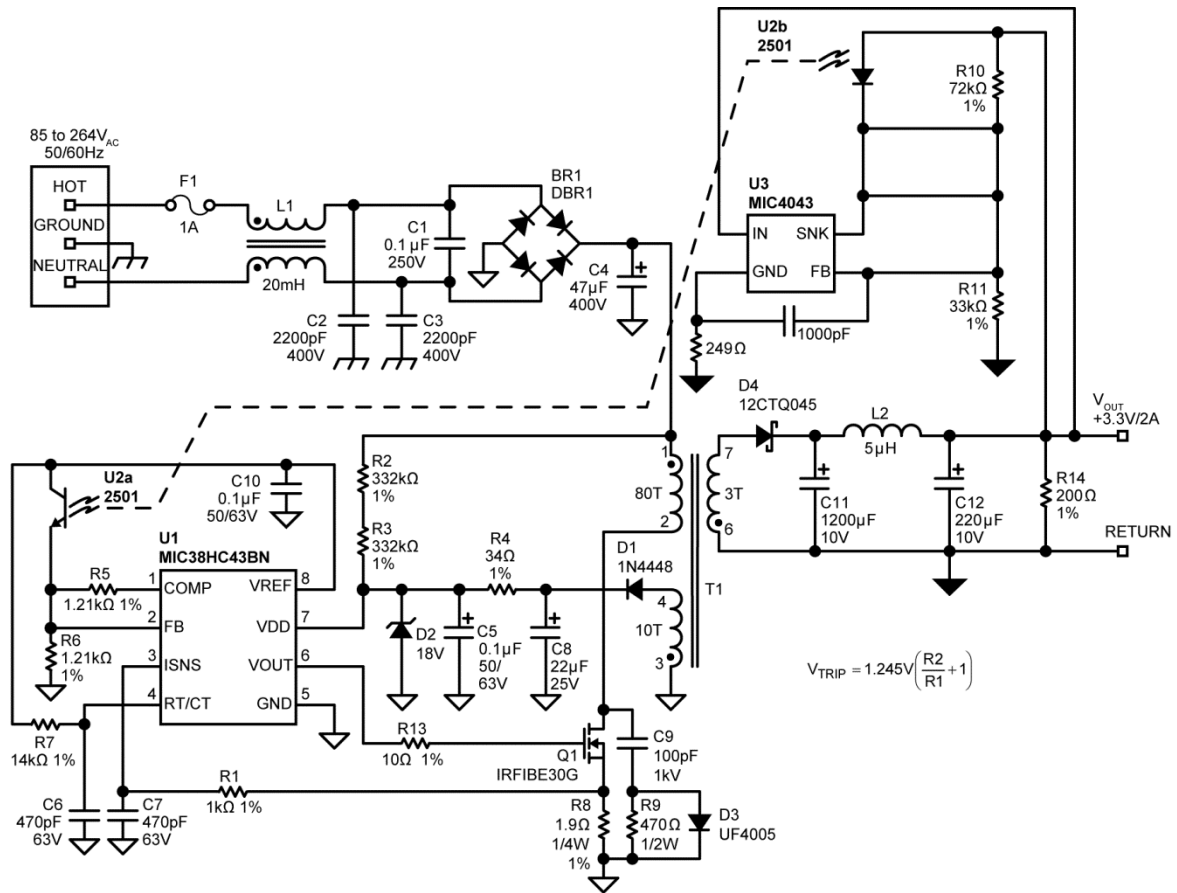 85 to 264VAC
50/60Hz
HOT
GROUND
NEUTRAL
F1
1A
L1
20mH
C1
0.1µF
250V
C2
2200pF
400V
C3
2200pF
400V
BR1
DBR1
C4
47µF
400V
U2b
2501
R10
72kΩ
1%
U3
MIC4043
IN
SNK
GND
FB
R11
33kΩ
1%
249Ω
1000pF
D4
12CTQ045
L2
5µH
VOUT
+3.3V/2A
C11
1200µF
10V
C12
220µF
10V
R14
200Ω
1%
RETURN
U2a
2501
C10
0.1µF
50/63V
R2
332kΩ
1%
R3
332kΩ
1%
R4
34Ω
1%
1
80T
2
7
3T
6
D1
1N4448
4
10T
3
T1
U1
MIC38HC43BN
R5
1.21kΩ 1%
R6
1.21kΩ
1%
1 COMP VREF 8
2 FB VDD 7
3 ISNS VOUT 6
4 RT/CT GND 5
D2
18V
C5
0.1µF
50/
63V
C8
22µF
25V
VTRIP = 1.245V(R2/R1 + 1)
R7
14kΩ 1%
R13
10Ω 1%
Q1
IRFIBE30G
C9
100pF
1kV
R1
1kΩ 1%
C6
470pF
63V
C7
470pF
63V
R8
1.9Ω
1/4W
1%
R9
470Ω
1/2W
D3
UF4005